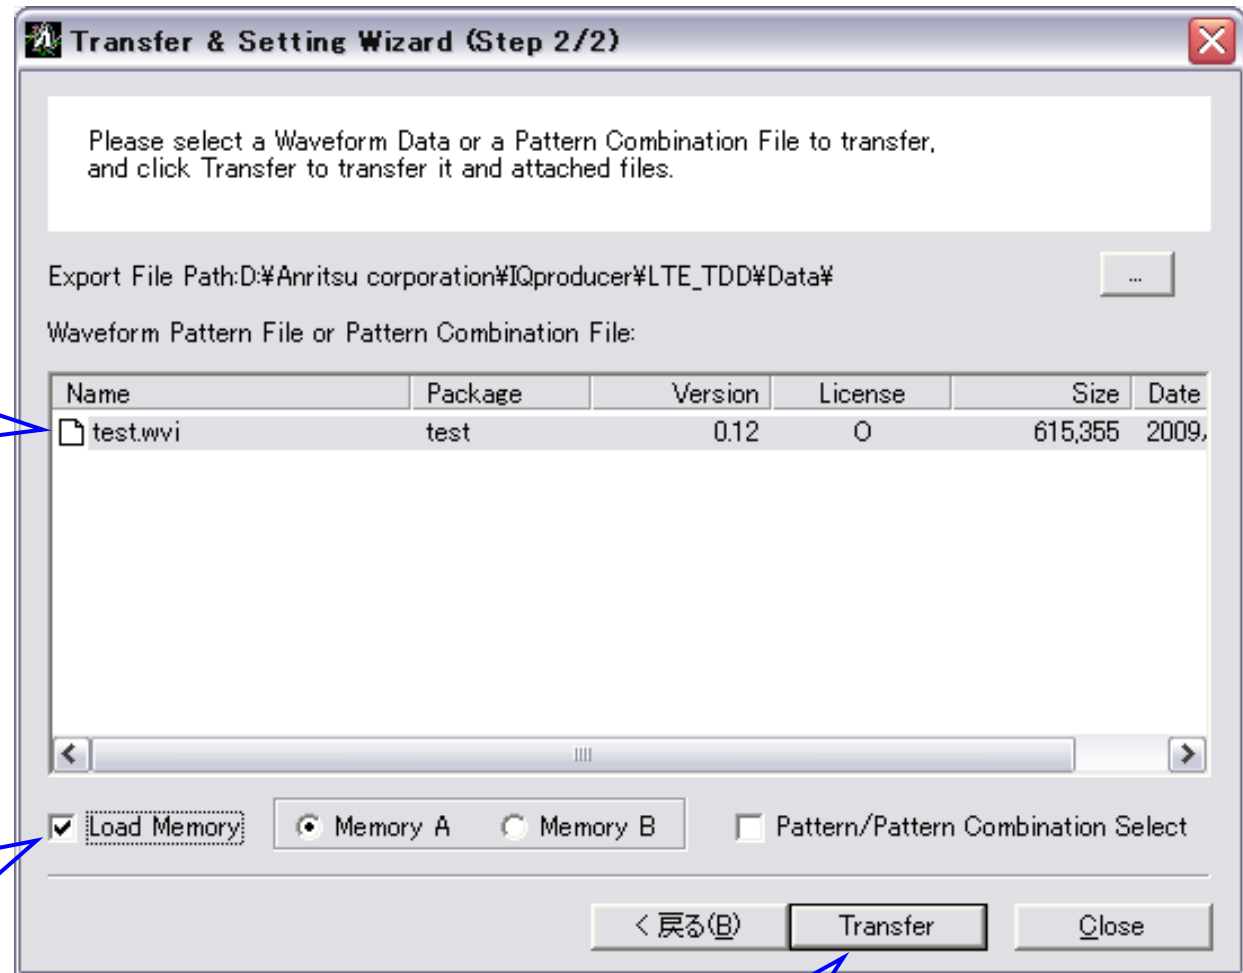 Transfer & Setting Wizard (Step 2/2)
Please select a Waveform Data or a Pattern Combination File to transfer,
and click Transfer to transfer it and attached files.
Export File Path:D:¥Anritsu corporation¥IQproducer¥LTE_TDD¥Data¥ ...
Waveform Pattern File or Pattern Combination File:
Name Package Version License Size Date
test.wvi test 0.12 O 615,355 2009,
Load Memory Memory A Memory B Pattern/Pattern Combination Select
< 戻る(B) Transfer Close